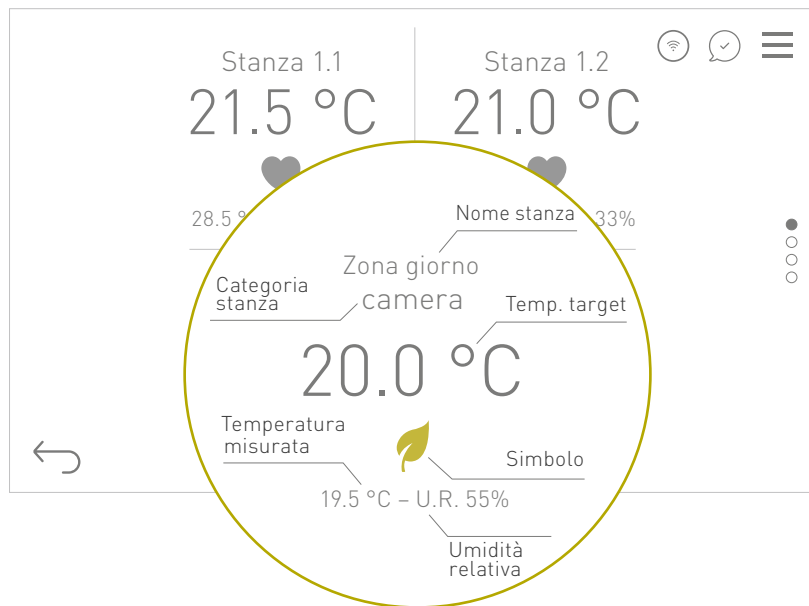 Stanza 1.1
Stanza 1.2
21.5 °C
21.0 °C
28.5 °
33%
Nome stanza
Zona giorno
Categoria
stanza
camera
Temp. target
20.0 °C
Temperatura
misurata
Simbolo
19.5 °C – U.R. 55%
Umidità
relativa